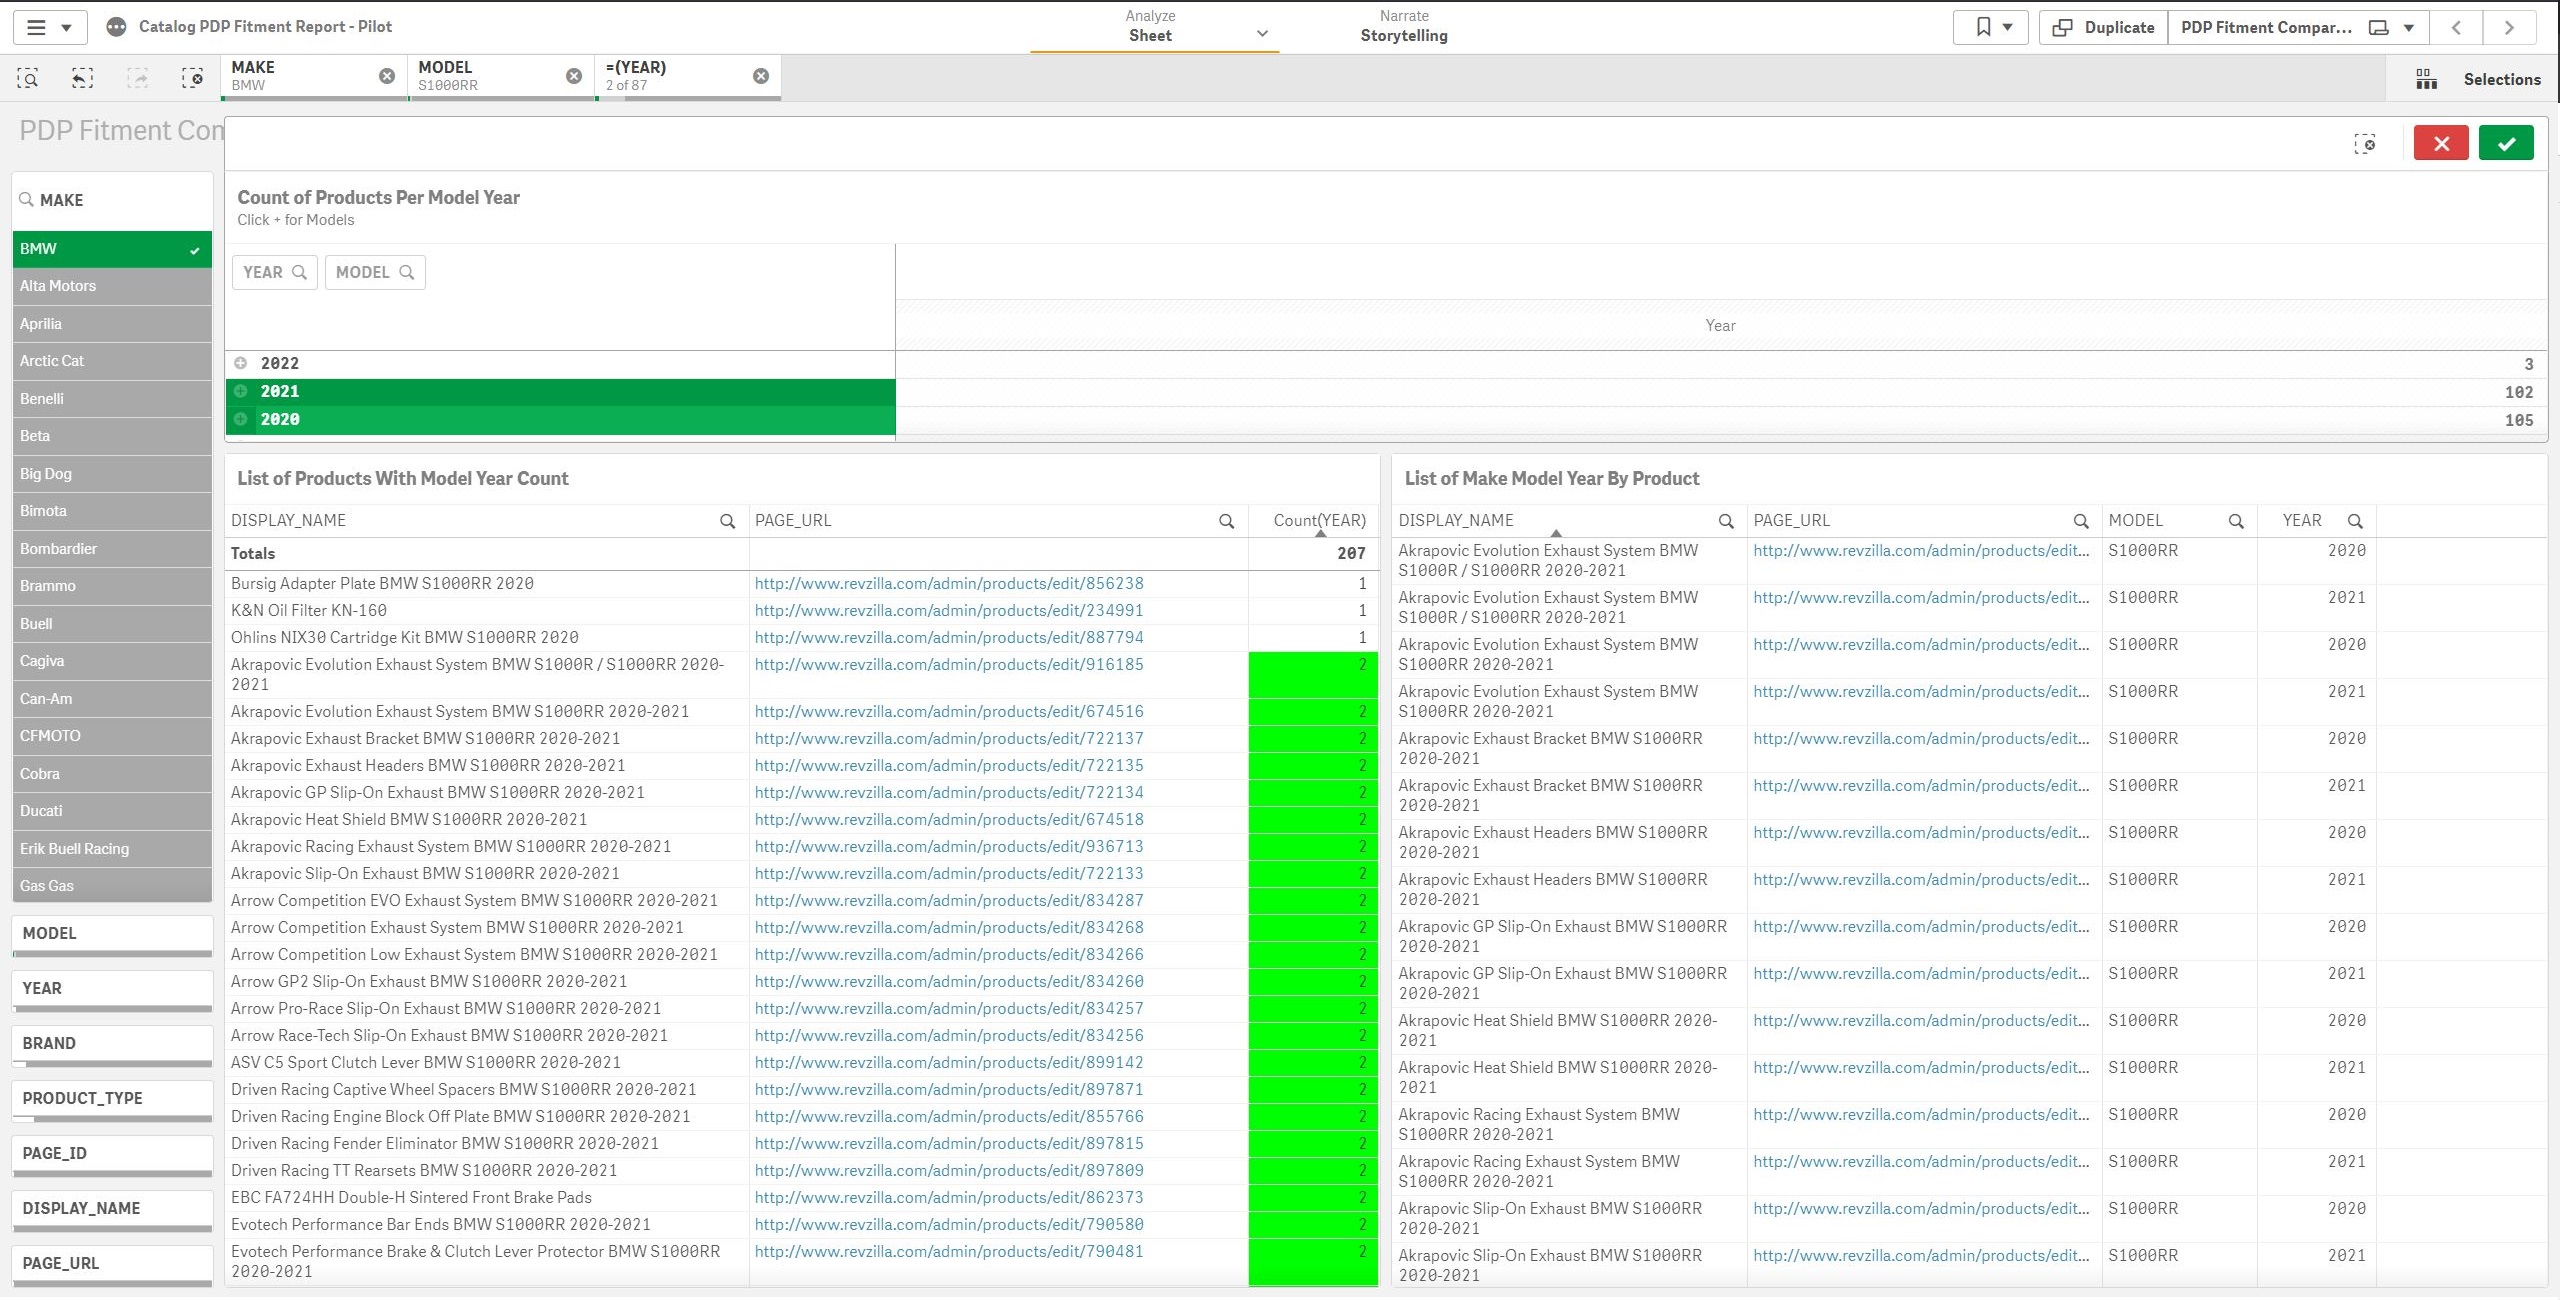 Catalog PDP Fitment Report - Pilot
Analyze
Sheet
Narrate
Storytelling
Duplicate
PDP Fitment Compar...
MAKE
BMW
MODEL
S1000RR
=(YEAR)
2 of 87
Selections
PDP Fitment Con
MAKE
BMW
Alta Motors
Aprilia
Arctic Cat
Benelli
Beta
Big Dog
Bimota
Bombardier
Brammo
Buell
Cagiva
Can-Am
CFMOTO
Cobra
Ducati
Erik Buell Racing
Gas Gas
MODEL
YEAR
BRAND
PRODUCT_TYPE
PAGE_ID
DISPLAY_NAME
PAGE_URL
Count of Products Per Model Year
Click + for Models
YEAR MODEL
Year
2022 3
2021 102
2020 105
List of Products With Model Year Count
DISPLAY_NAME PAGE_URL Count(YEAR)
Totals 207
Bursig Adapter Plate BMW S1000RR 2020 http://www.revzilla.com/admin/products/edit/856238 1
K&N Oil Filter KN-160 http://www.revzilla.com/admin/products/edit/234991 1
Ohlins NIX30 Cartridge Kit BMW S1000RR 2020 http://www.revzilla.com/admin/products/edit/887794 1
Akrapovic Evolution Exhaust System BMW S1000R / S1000RR 2020- http://www.revzilla.com/admin/products/edit/916185 2
2021
Akrapovic Evolution Exhaust System BMW S1000RR 2020-2021 http://www.revzilla.com/admin/products/edit/674516 2
Akrapovic Exhaust Bracket BMW S1000RR 2020-2021 http://www.revzilla.com/admin/products/edit/722137 2
Akrapovic Exhaust Headers BMW S1000RR 2020-2021 http://www.revzilla.com/admin/products/edit/722135 2
Akrapovic GP Slip-On Exhaust BMW S1000RR 2020-2021 http://www.revzilla.com/admin/products/edit/722134 2
Akrapovic Heat Shield BMW S1000RR 2020-2021 http://www.revzilla.com/admin/products/edit/674518 2
Akrapovic Racing Exhaust System BMW S1000RR 2020-2021 http://www.revzilla.com/admin/products/edit/936713 2
Akrapovic Slip-On Exhaust BMW S1000RR 2020-2021 http://www.revzilla.com/admin/products/edit/722133 2
Arrow Competition EVO Exhaust System BMW S1000RR 2020-2021 http://www.revzilla.com/admin/products/edit/834287 2
Arrow Competition Exhaust System BMW S1000RR 2020-2021 http://www.revzilla.com/admin/products/edit/834268 2
Arrow Competition Low Exhaust System BMW S1000RR 2020-2021 http://www.revzilla.com/admin/products/edit/834266 2
Arrow GP2 Slip-On Exhaust BMW S1000RR 2020-2021 http://www.revzilla.com/admin/products/edit/834260 2
Arrow Pro-Race Slip-On Exhaust BMW S1000RR 2020-2021 http://www.revzilla.com/admin/products/edit/834257 2
Arrow Race-Tech Slip-On Exhaust BMW S1000RR 2020-2021 http://www.revzilla.com/admin/products/edit/834256 2
ASV C5 Sport Clutch Lever BMW S1000RR 2020-2021 http://www.revzilla.com/admin/products/edit/899142 2
Driven Racing Captive Wheel Spacers BMW S1000RR 2020-2021 http://www.revzilla.com/admin/products/edit/897871 2
Driven Racing Engine Block Off Plate BMW S1000RR 2020-2021 http://www.revzilla.com/admin/products/edit/855766 2
Driven Racing Fender Eliminator BMW S1000RR 2020-2021 http://www.revzilla.com/admin/products/edit/897815 2
Driven Racing TT Rearsets BMW S1000RR 2020-2021 http://www.revzilla.com/admin/products/edit/897809 2
EBC FA724HH Double-H Sintered Front Brake Pads http://www.revzilla.com/admin/products/edit/862373 2
Evotech Performance Bar Ends BMW S1000RR 2020-2021 http://www.revzilla.com/admin/products/edit/790580 2
Evotech Performance Brake & Clutch Lever Protector BMW S1000RR http://www.revzilla.com/admin/products/edit/790481 2
2020-2021
List of Make Model Year By Product
DISPLAY_NAME PAGE_URL MODEL YEAR
Akrapovic Evolution Exhaust System BMW http://www.revzilla.com/admin/products/edit... S1000RR 2020
S1000R / S1000RR 2020-2021
Akrapovic Evolution Exhaust System BMW http://www.revzilla.com/admin/products/edit... S1000RR 2021
S1000R / S1000RR 2020-2021
Akrapovic Evolution Exhaust System BMW http://www.revzilla.com/admin/products/edit... S1000RR 2020
S1000RR 2020-2021
Akrapovic Evolution Exhaust System BMW http://www.revzilla.com/admin/products/edit... S1000RR 2021
S1000RR 2020-2021
Akrapovic Exhaust Bracket BMW S1000RR http://www.revzilla.com/admin/products/edit... S1000RR 2020
2020-2021
Akrapovic Exhaust Bracket BMW S1000RR http://www.revzilla.com/admin/products/edit... S1000RR 2021
2020-2021
Akrapovic Exhaust Headers BMW S1000RR http://www.revzilla.com/admin/products/edit... S1000RR 2020
2020-2021
Akrapovic Exhaust Headers BMW S1000RR http://www.revzilla.com/admin/products/edit... S1000RR 2021
2020-2021
Akrapovic GP Slip-On Exhaust BMW S1000RR http://www.revzilla.com/admin/products/edit... S1000RR 2020
2020-2021
Akrapovic GP Slip-On Exhaust BMW S1000RR http://www.revzilla.com/admin/products/edit... S1000RR 2021
2020-2021
Akrapovic Heat Shield BMW S1000RR 2020- http://www.revzilla.com/admin/products/edit... S1000RR 2020
2021
Akrapovic Heat Shield BMW S1000RR 2020- http://www.revzilla.com/admin/products/edit... S1000RR 2021
2021
Akrapovic Racing Exhaust System BMW http://www.revzilla.com/admin/products/edit... S1000RR 2020
S1000RR 2020-2021
Akrapovic Racing Exhaust System BMW http://www.revzilla.com/admin/products/edit... S1000RR 2021
S1000RR 2020-2021
Akrapovic Slip-On Exhaust BMW S1000RR http://www.revzilla.com/admin/products/edit... S1000RR 2020
2020-2021
Akrapovic Slip-On Exhaust BMW S1000RR http://www.revzilla.com/admin/products/edit... S1000RR 2021
2020-2021